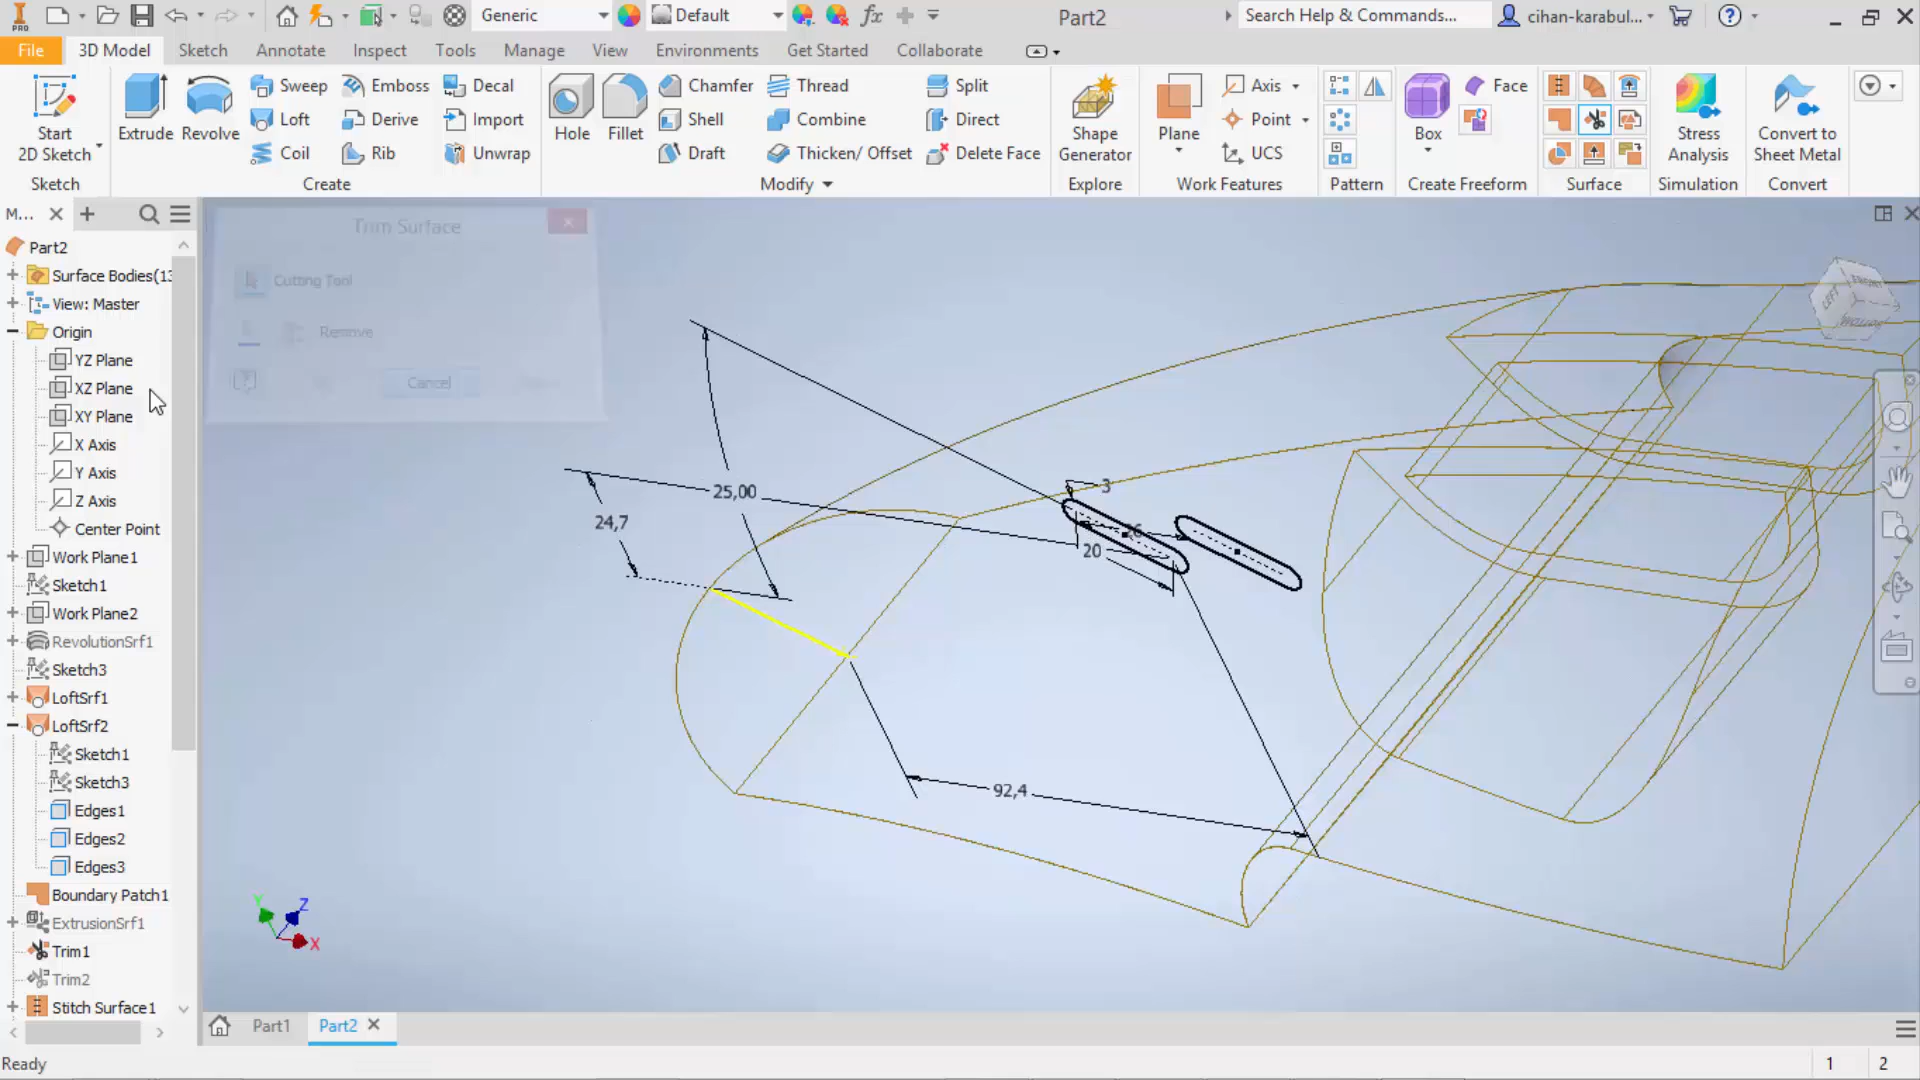 PRO
Generic
Default
fx
Part2
Search Help & Commands...
cihan-karabul...
File
3D Model
Sketch
Annotate
Inspect
Tools
Manage
View
Environments
Get Started
Collaborate
Start
2D Sketch
Sketch
Extrude
Revolve
Sweep
Loft
Coil
Emboss
Derive
Rib
Decal
Import
Unwrap
Create
Hole
Fillet
Chamfer
Shell
Draft
Thread
Combine
Thicken/ Offset
Split
Direct
Delete Face
Modify
Shape
Generator
Explore
Plane
Axis
Point
UCS
Work Features
Pattern
Box
Face
Create Freeform
Surface
Stress
Analysis
Simulation
Convert to
Sheet Metal
Convert
M...
Part2
Surface Bodies(13
View: Master
Origin
YZ Plane
XZ Plane
XY Plane
X Axis
Y Axis
Z Axis
Center Point
Work Plane1
Sketch1
Work Plane2
RevolutionSrf1
Sketch3
LoftSrf1
LoftSrf2
Sketch1
Sketch3
Edges1
Edges2
Edges3
Boundary Patch1
ExtrusionSrf1
Trim1
Trim2
Stitch Surface1
Trim Surface
Cutting Tool
Remove
Cancel
25,00
24,7
3
20
92,4
LEFT
FRONT
Y
Z
X
Part1
Part2
Ready
1
2